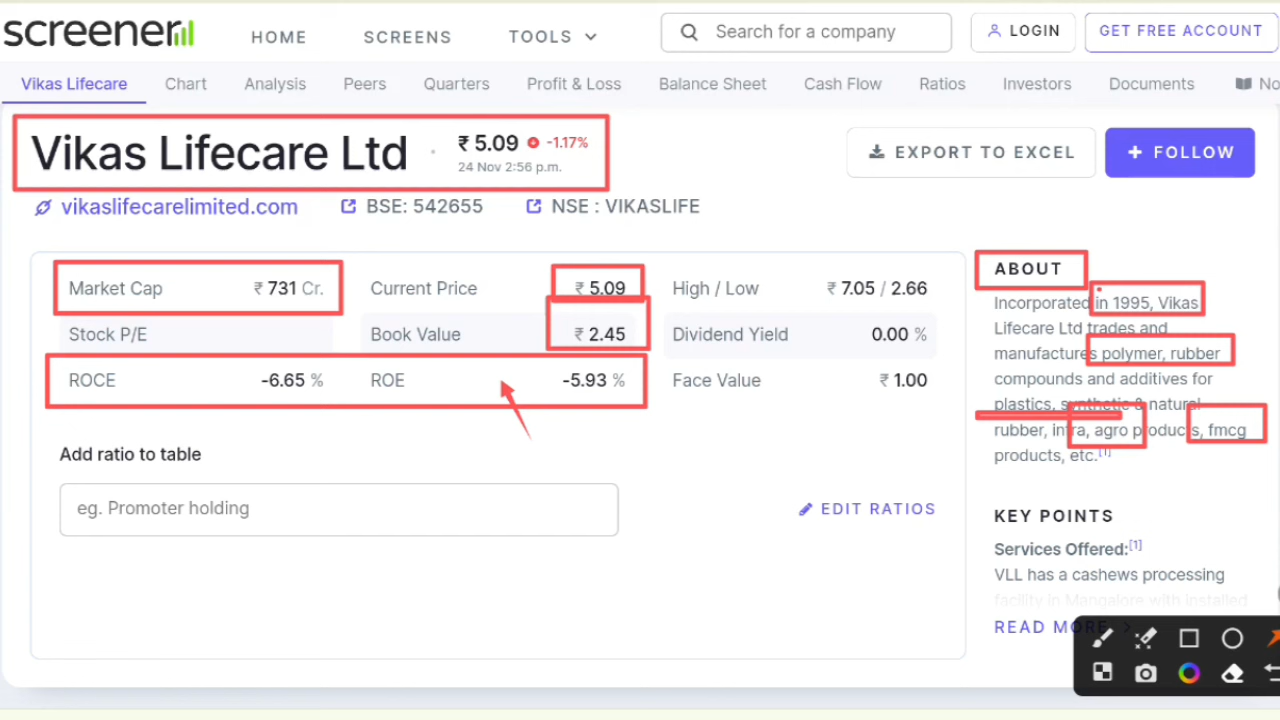 screener
HOME SCREENS TOOLS
Search for a company
LOGIN
GET FREE ACCOUNT
Vikas Lifecare Chart Analysis Peers Quarters Profit & Loss Balance Sheet Cash Flow Ratios Investors Documents No
Vikas Lifecare Ltd
₹ 5.09 -1.17%
24 Nov 2:56 p.m.
EXPORT TO EXCEL
+ FOLLOW
vikaslifecarelimited.com BSE: 542655 NSE : VIKASLIFE
Market Cap ₹ 731 Cr. Current Price ₹ 5.09 High / Low ₹ 7.05 / 2.66
Stock P/E Book Value ₹ 2.45 Dividend Yield 0.00 %
ROCE -6.65 % ROE -5.93 % Face Value ₹ 1.00
Add ratio to table
eg. Promoter holding
EDIT RATIOS
ABOUT
Incorporated in 1995, Vikas
Lifecare Ltd trades and
manufactures polymer, rubber
compounds and additives for
plastics, synthetic & natural
rubber, infra, agro products, fmcg
products, etc.[1]
KEY POINTS
Services Offered:[1]
VLL has a cashews processing
facility in Mangalore with installed
READ MORE